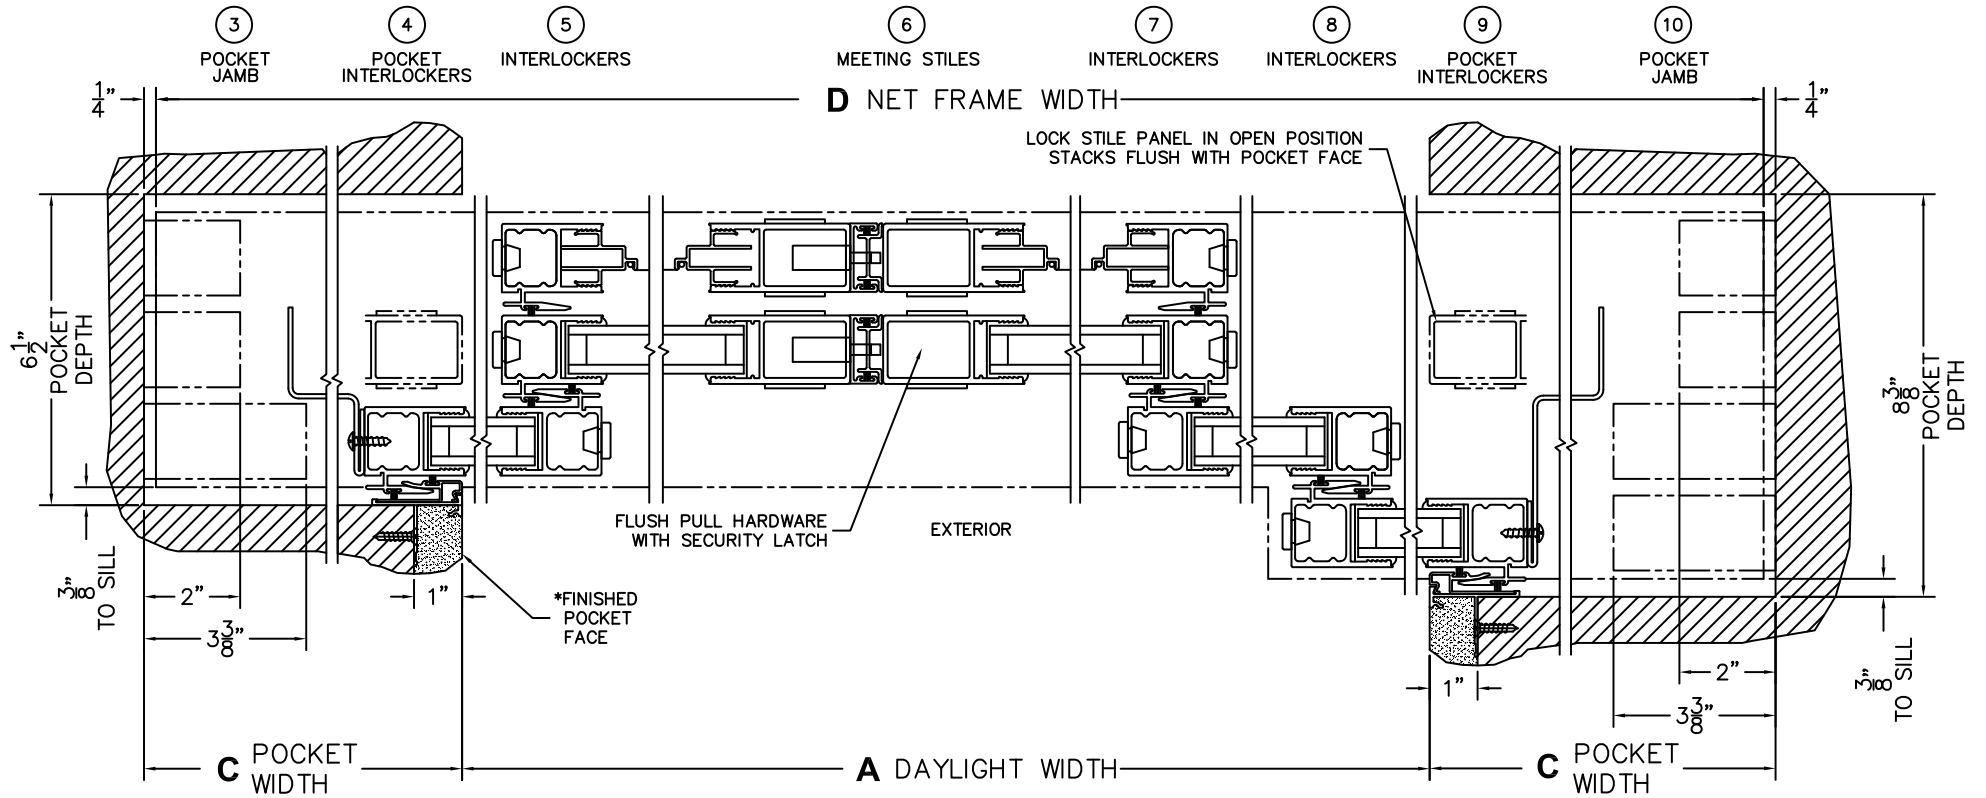 3
POCKET
JAMB
4
POCKET
INTERLOCKERS
5
INTERLOCKERS
6
MEETING STILES
7
INTERLOCKERS
8
INTERLOCKERS
9
POCKET
INTERLOCKERS
10
POCKET
JAMB
1/4"
D NET FRAME WIDTH
1/4"
LOCK STILE PANEL IN OPEN POSITION
STACKS FLUSH WITH POCKET FACE
6 1/2"
POCKET
DEPTH
8 3/8"
POCKET
DEPTH
FLUSH PULL HARDWARE
WITH SECURITY LATCH
EXTERIOR
3/8"
TO SILL
2"
1"
*FINISHED
POCKET
FACE
3 3/8"
3/8"
TO SILL
1"
2"
3 3/8"
C POCKET
WIDTH
A DAYLIGHT WIDTH
C POCKET
WIDTH